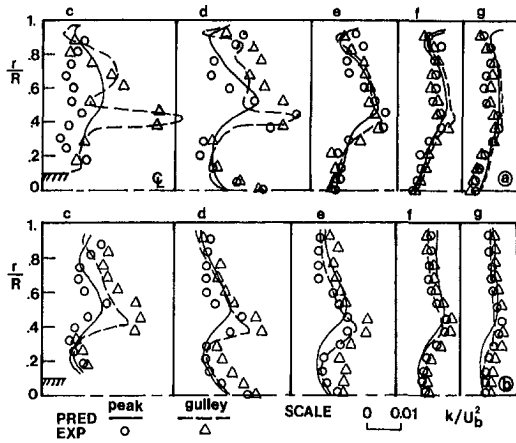 c d e f g
r/R
1.
.8
.6
.4
.2
0
℄
a
c d e f g
r/R
1.
.8
.6
.4
.2
0
b
peak gulley SCALE 0 0.01 k/U_b^2
PRED
EXP